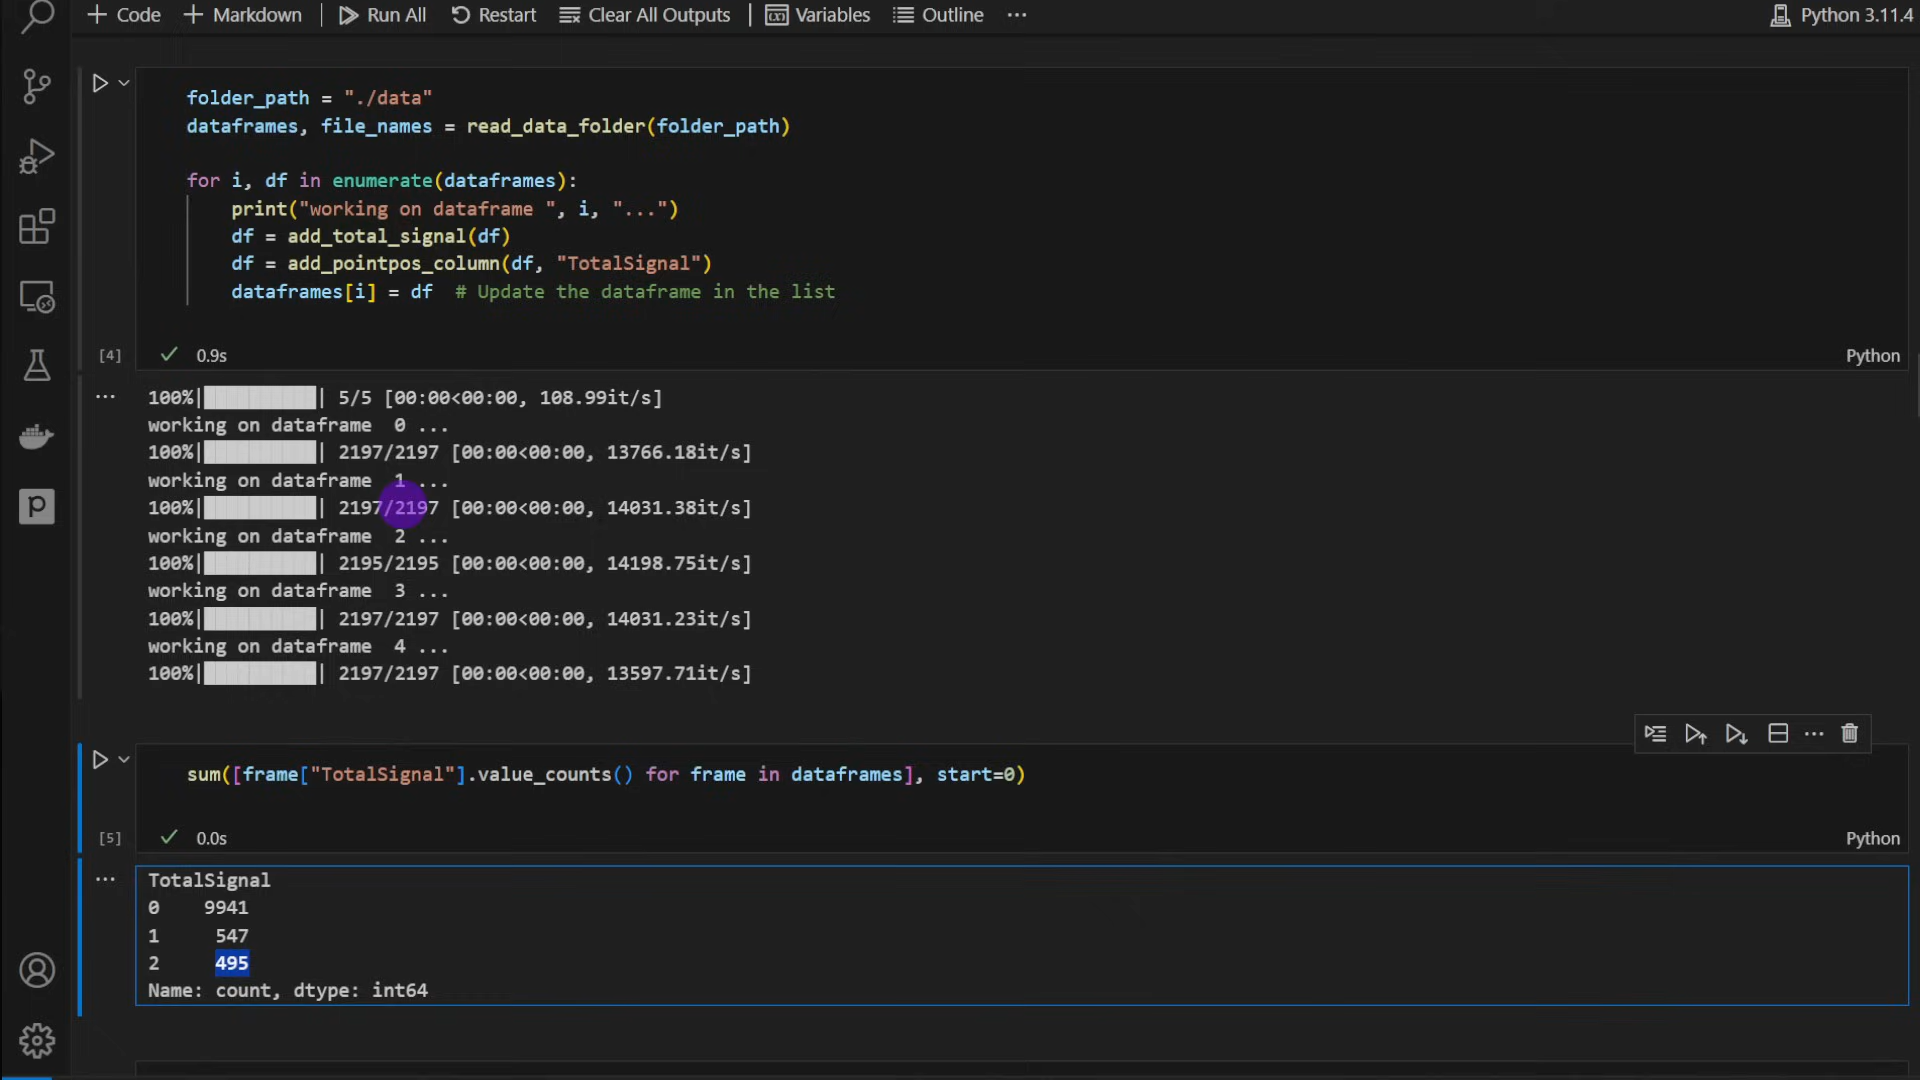 Code Markdown Run All Restart Clear All Outputs Variables Outline ... Python 3.11.4
folder_path = "./data"
dataframes, file_names = read_data_folder(folder_path)
for i, df in enumerate(dataframes):
print("working on dataframe ", i, "...")
df = add_total_signal(df)
df = add_pointpos_column(df, "TotalSignal")
dataframes[i] = df  # Update the dataframe in the list
[4] 0.9s Python
100%|██████████| 5/5 [00:00<00:00, 108.99it/s]
working on dataframe  0 ...
100%|██████████| 2197/2197 [00:00<00:00, 13766.18it/s]
working on dataframe  1 ...
100%|██████████| 2197/2197 [00:00<00:00, 14031.38it/s]
working on dataframe  2 ...
100%|██████████| 2195/2195 [00:00<00:00, 14198.75it/s]
working on dataframe  3 ...
100%|██████████| 2197/2197 [00:00<00:00, 14031.23it/s]
working on dataframe  4 ...
100%|██████████| 2197/2197 [00:00<00:00, 13597.71it/s]
sum([frame["TotalSignal"].value_counts() for frame in dataframes], start=0)
[5] 0.0s Python
TotalSignal
0    9941
1     547
2     495
Name: count, dtype: int64